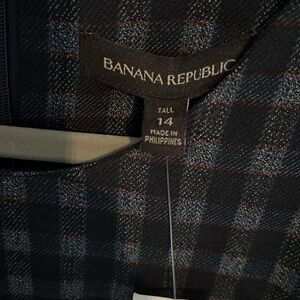 BANANA REPUBLIC
TALL
14
MADE IN
PHILIPPINES